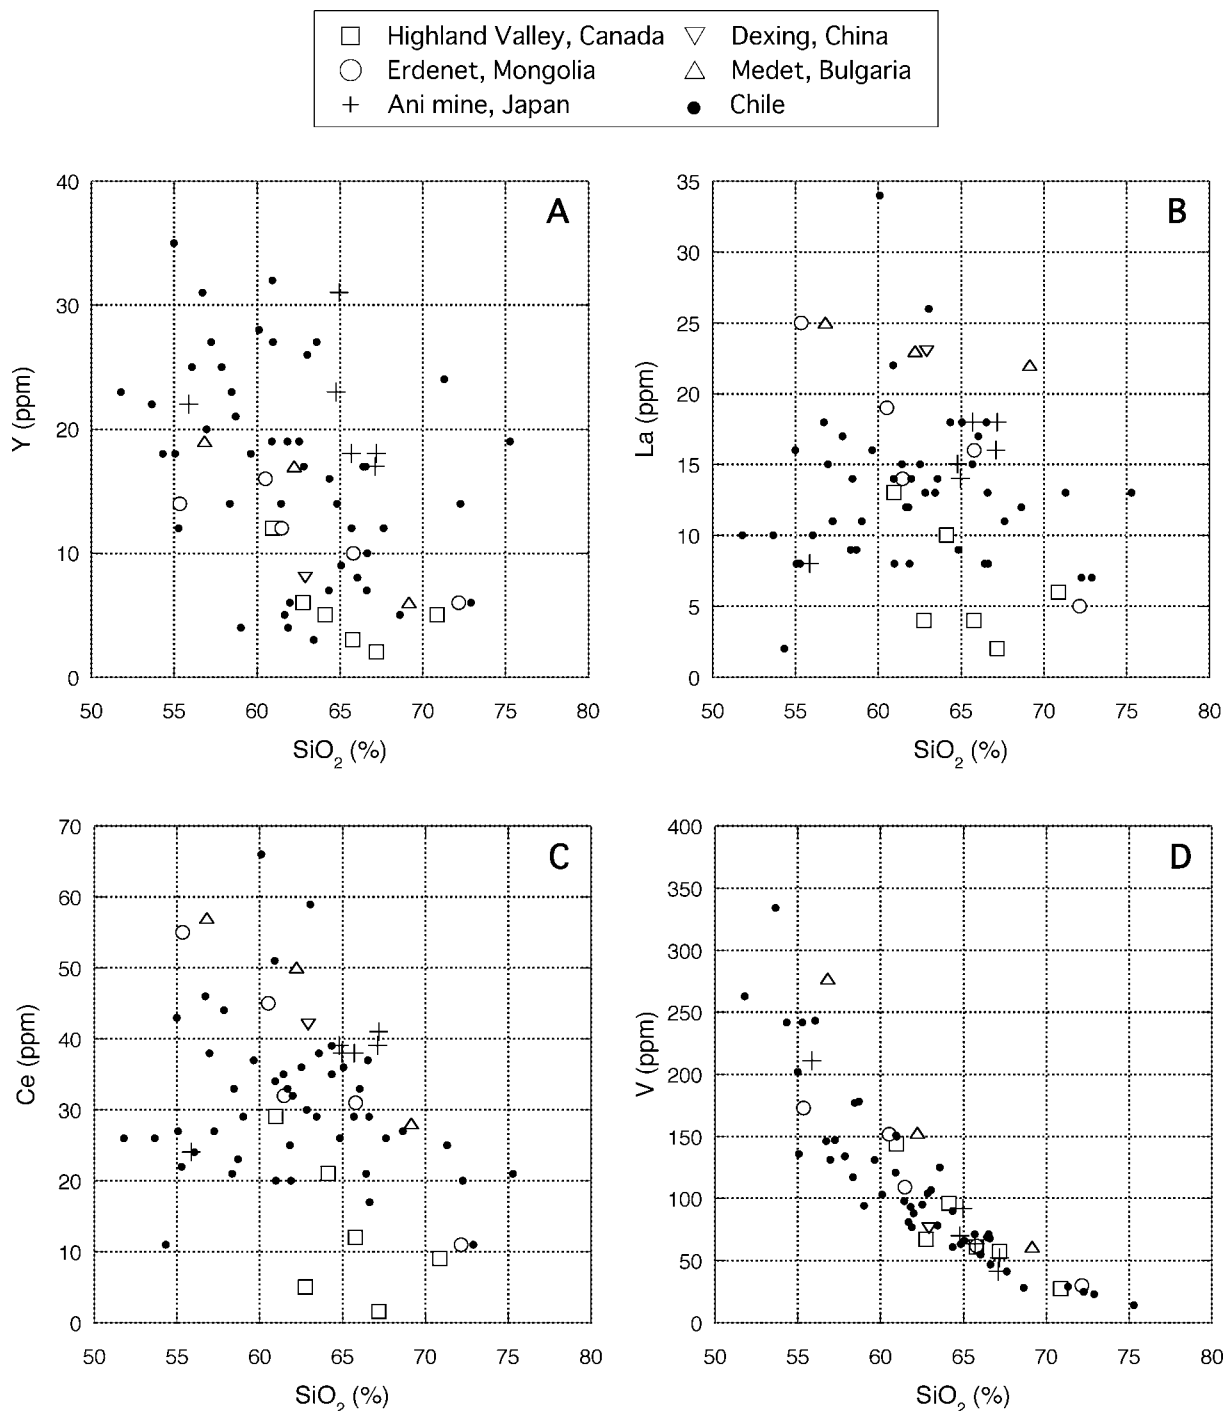 Highland Valley, Canada
Dexing, China
Erdenet, Mongolia
Medet, Bulgaria
Ani mine, Japan
Chile
A
40
30
20
10
0
Y (ppm)
50 55 60 65 70 75 80
SiO2 (%)
B
35
30
25
20
15
10
5
0
La (ppm)
50 55 60 65 70 75 80
SiO2 (%)
C
70
60
50
40
30
20
10
0
Ce (ppm)
50 55 60 65 70 75 80
SiO2 (%)
D
400
350
300
250
200
150
100
50
0
V (ppm)
50 55 60 65 70 75 80
SiO2 (%)